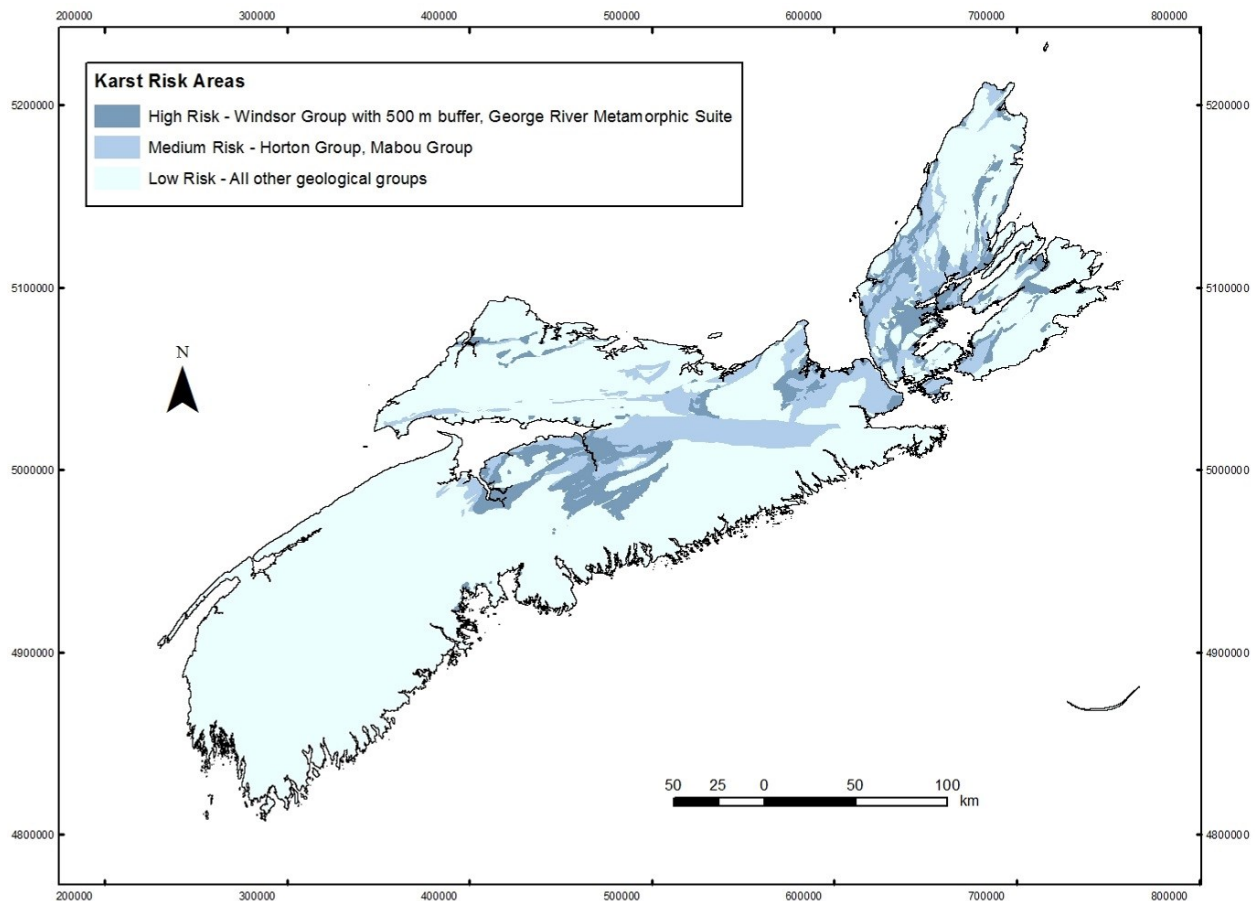 200000 300000 400000 500000 600000 700000 800000
Karst Risk Areas
High Risk - Windsor Group with 500 m buffer, George River Metamorphic Suite
Medium Risk - Horton Group, Mabou Group
Low Risk - All other geological groups
5200000 5200000
5100000 5100000
N
5000000 5000000
4900000 4900000
50 25 0 50 100
km
4800000 4800000
200000 300000 400000 500000 600000 700000 800000